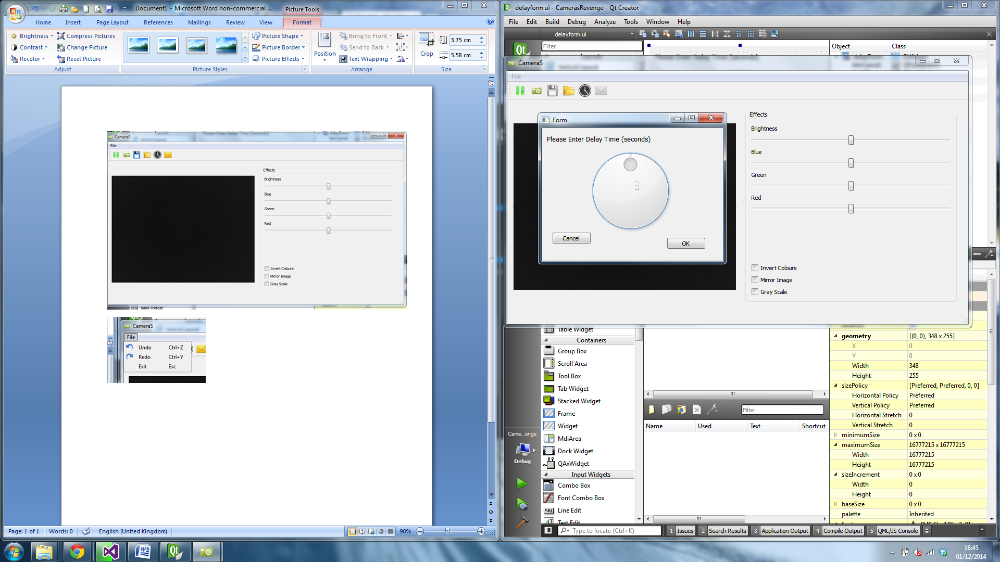 Document1 - Microsoft Word non-commercial ...
Picture Tools
Home
Insert
Page Layout
References
Mailings
Review
View
Format
Brightness
Contrast
Recolor
Compress Pictures
Change Picture
Reset Picture
Adjust
Picture Styles
Picture Shape
Picture Border
Picture Effects
Position
Bring to Front
Send to Back
Text Wrapping
Arrange
Crop
3.75 cm
5.58 cm
Size
CameraS
File
Effects
Brightness
Blue
Green
Red
Invert Colours
Mirror Image
Gray Scale
Table Widget
CameraS
File
Undo Ctrl+Z
Redo Ctrl+Y
Exit Esc
Page: 1 of 1
Words: 0
English (United Kingdom)
90%
delayform.ui - CamerasRevenge - Qt Creator
File Edit Build Debug Analyze Tools Window Help
delayform.ui
Filter
Object
Class
Qt
CameraS
File
Form
Please Enter Delay Time (seconds)
3
Cancel
OK
Effects
Brightness
Blue
Green
Red
Invert Colours
Mirror Image
Gray Scale
Table Widget
Containers
Group Box
Scroll Area
Tool Box
Tab Widget
Stacked Widget
Frame
Widget
MdiArea
Dock Widget
QAxWidget
Input Widgets
Combo Box
Font Combo Box
Line Edit
Text Edit
Came...enge
Debug
Filter
Name Used Text Shortcut
geometry [(0, 0), 348 x 255]
X 0
Y 0
Width 348
Height 255
sizePolicy [Preferred, Preferred, 0, 0]
Horizontal Policy Preferred
Vertical Policy Preferred
Horizontal Stretch 0
Vertical Stretch 0
minimumSize 0 x 0
maximumSize 16777215 x 16777215
Width 16777215
Height 16777215
sizeIncrement 0 x 0
Width 0
Height 0
baseSize 0 x 0
palette Inherited
Type to locate (Ctrl+K)
1 Issues
2 Search Results
3 Application Output
4 Compile Output
5 QML/JS Console
16:45
01/12/2014